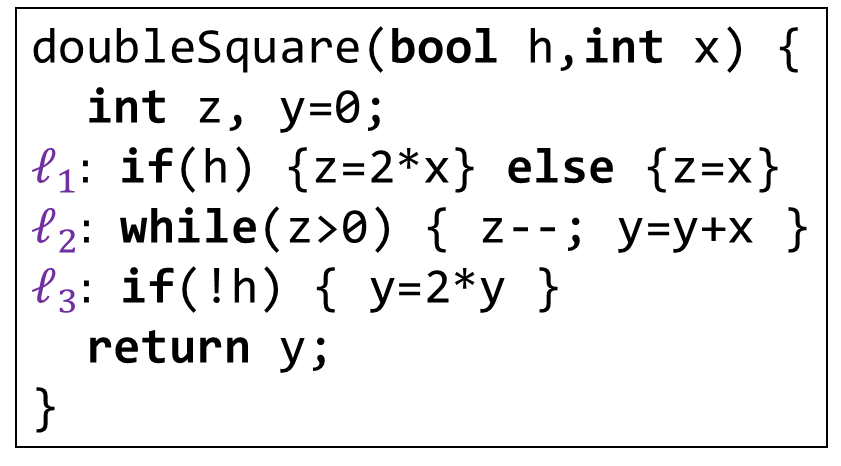 doubleSquare(bool h,int x) {
int z, y=0;
ℓ1: if(h) {z=2*x} else {z=x}
ℓ2: while(z>0) { z--; y=y+x }
ℓ3: if(!h) { y=2*y }
return y;
}